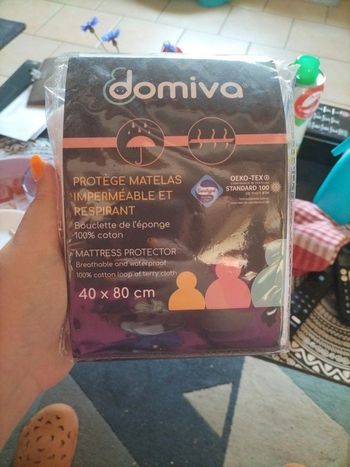 domiva
PROTÈGE MATELAS
IMPERMÉABLE ET
RESPIRANT
Bouclette de l'éponge
100% coton
MATTRESS PROTECTOR
Breathable and waterproof
100% cotton loop of terry cloth
40 x 80 cm
OEKO-TEX®
STANDARD 100